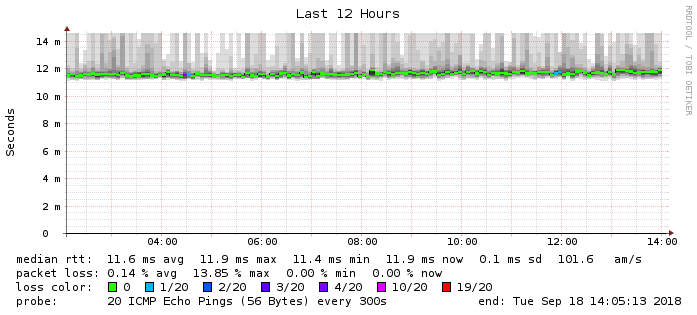 Last 12 Hours
RRDTOOL / TOBI OETIKER
Seconds
14 m
12 m
10 m
8 m
6 m
4 m
2 m
0
04:00 06:00 08:00 10:00 12:00 14:00
median rtt: 11.6 ms avg 11.9 ms max 11.4 ms min 11.9 ms now 0.1 ms sd 101.6 am/s
packet loss: 0.14 % avg 13.85 % max 0.00 % min 0.00 % now
loss color: 0 1/20 2/20 3/20 4/20 10/20 19/20
probe: 20 ICMP Echo Pings (56 Bytes) every 300s end: Tue Sep 18 14:05:13 2018